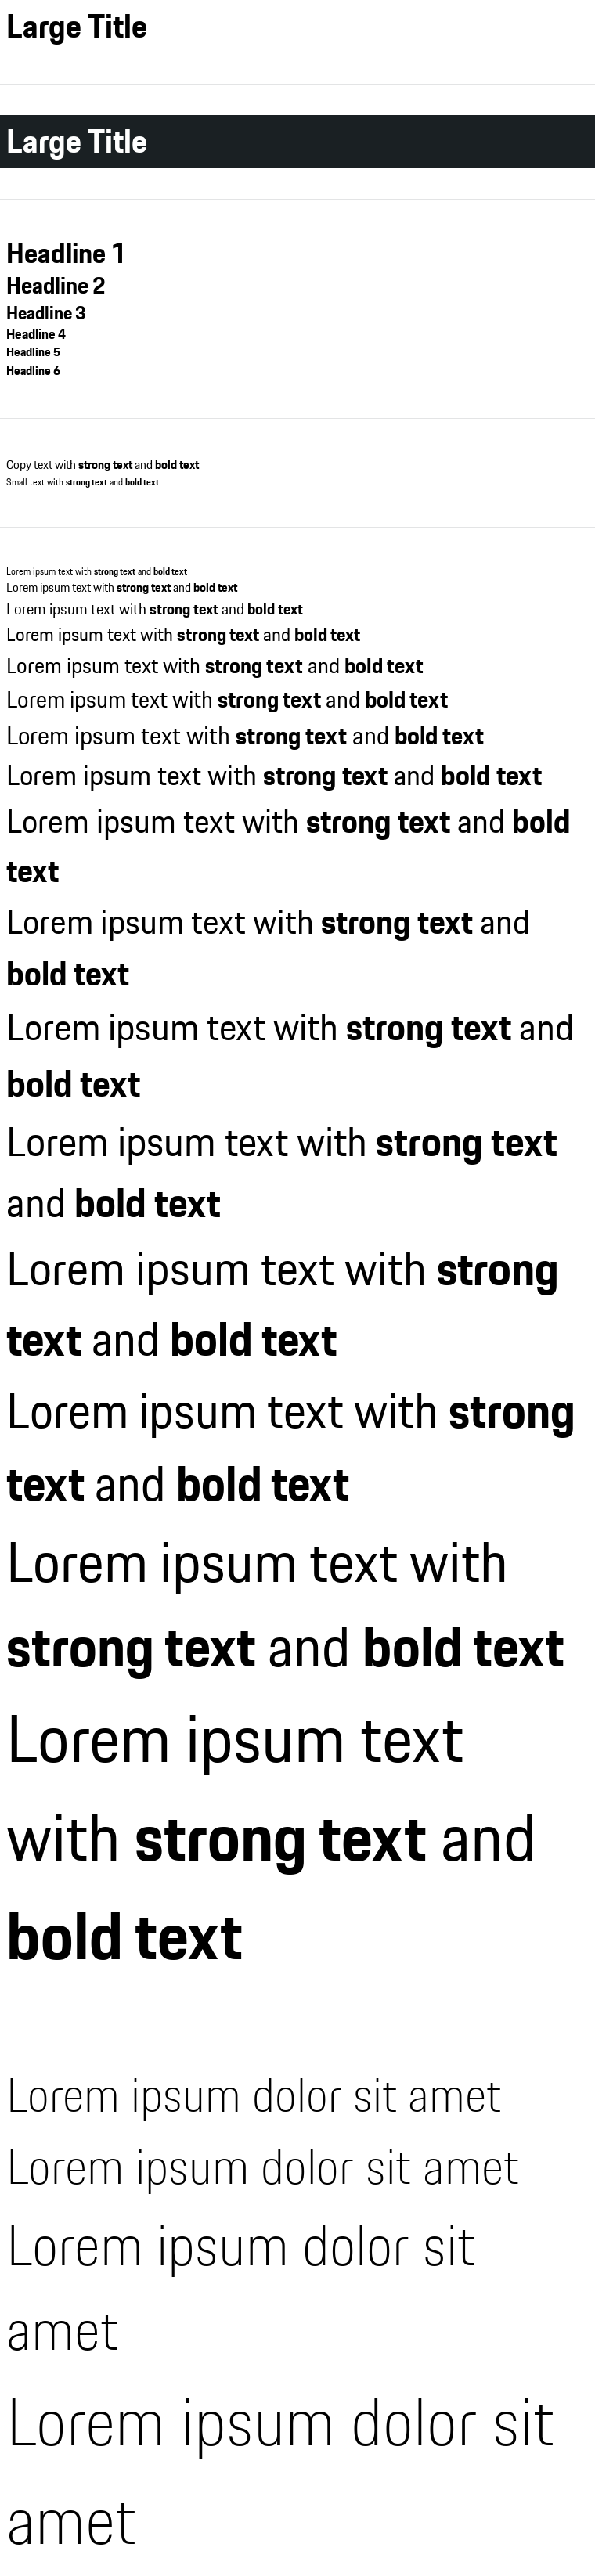 Large Title
Large Title
Headline 1
Headline 2
Headline 3
Headline 4
Headline 5
Headline 6
Copy text with strong text and bold text
Small text with strong text and bold text
Lorem ipsum text with strong text and bold text
Lorem ipsum text with strong text and bold text
Lorem ipsum text with strong text and bold text
Lorem ipsum text with strong text and bold text
Lorem ipsum text with strong text and bold text
Lorem ipsum text with strong text and bold text
Lorem ipsum text with strong text and bold text
Lorem ipsum text with strong text and bold text
Lorem ipsum text with strong text and bold
text
Lorem ipsum text with strong text and
bold text
Lorem ipsum text with strong text and
bold text
Lorem ipsum text with strong text
and bold text
Lorem ipsum text with strong
text and bold text
Lorem ipsum text with strong
text and bold text
Lorem ipsum text with
strong text and bold text
Lorem ipsum text
with strong text and
bold text
Lorem ipsum dolor sit amet
Lorem ipsum dolor sit amet
Lorem ipsum dolor sit
amet
Lorem ipsum dolor sit
amet